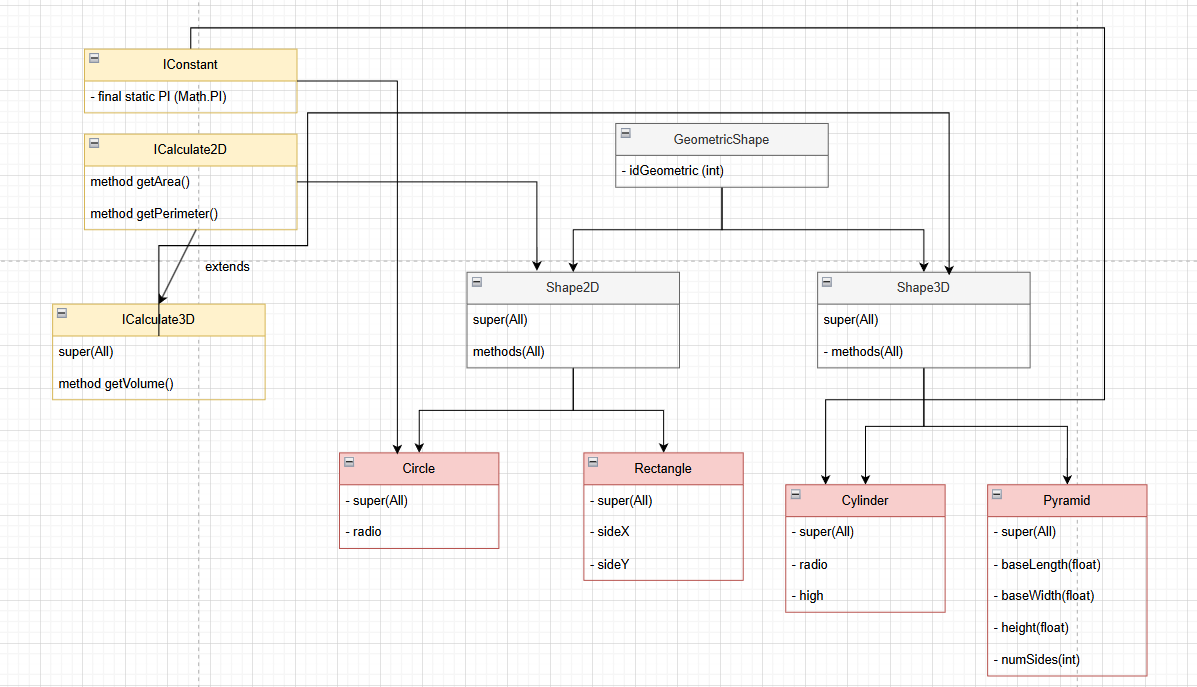 IConstant
- final static PI (Math.PI)
ICalculate2D
method getArea()
method getPerimeter()
extends
ICalculate3D
super(All)
method getVolume()
GeometricShape
- idGeometric (int)
Shape2D
super(All)
methods(All)
Shape3D
super(All)
- methods(All)
Circle
- super(All)
- radio
Rectangle
- super(All)
- sideX
- sideY
Cylinder
- super(All)
- radio
- high
Pyramid
- super(All)
- baseLength(float)
- baseWidth(float)
- height(float)
- numSides(int)